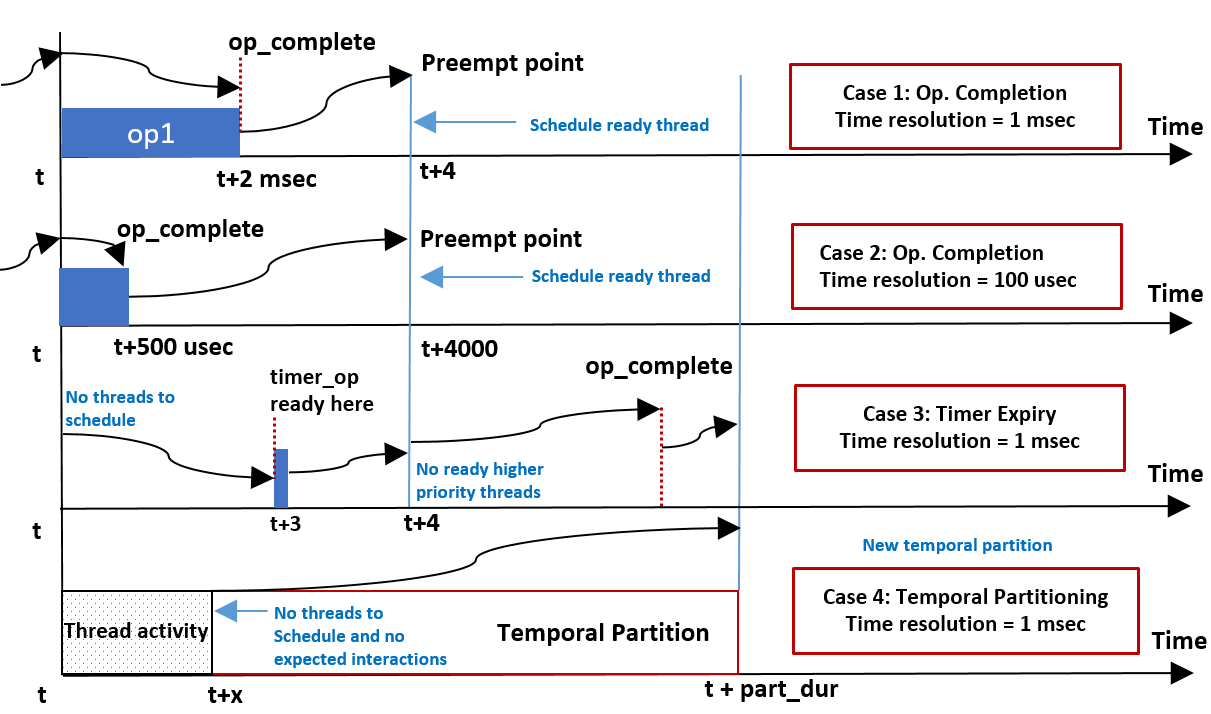 op_complete
Preempt point
Case 1: Op. Completion
Time resolution = 1 msec
op1
Schedule ready thread
Time
t
t+2 msec
t+4
op_complete
Preempt point
Case 2: Op. Completion
Time resolution = 100 usec
Schedule ready thread
Time
t
t+500 usec
t+4000
op_complete
timer_op
ready here
No threads to
schedule
Case 3: Timer Expiry
Time resolution = 1 msec
No ready higher
priority threads
Time
t
t+3
t+4
New temporal partition
Case 4: Temporal Partitioning
Time resolution = 1 msec
Thread activity
No threads to
Schedule and no
expected interactions
Temporal Partition
Time
t
t+x
t + part_dur